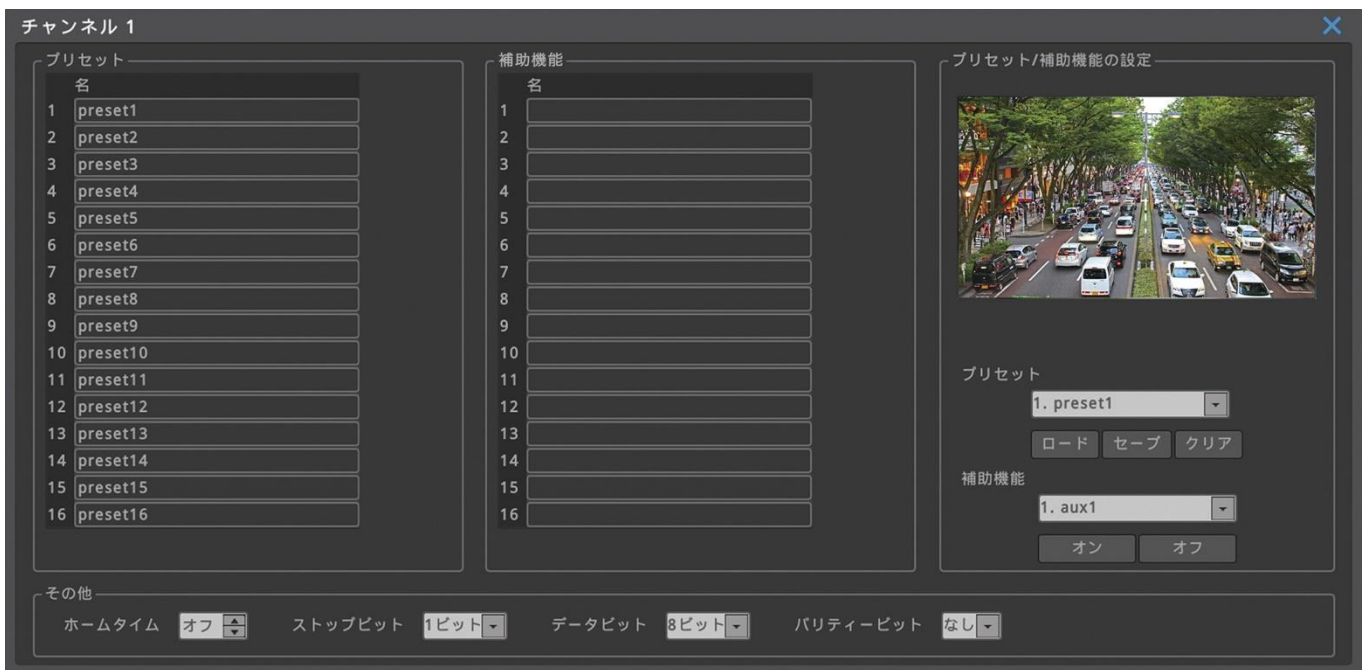 チャンネル 1
プリセット
名
1 preset1
2 preset2
3 preset3
4 preset4
5 preset5
6 preset6
7 preset7
8 preset8
9 preset9
10 preset10
11 preset11
12 preset12
13 preset13
14 preset14
15 preset15
16 preset16
補助機能
名
1
2
3
4
5
6
7
8
9
10
11
12
13
14
15
16
プリセット/補助機能の設定
プリセット
1. preset1
ロード セーブ クリア
補助機能
1. aux1
オン オフ
その他
ホームタイム オフ ストップビット 1ビット データビット 8ビット パリティービット なし